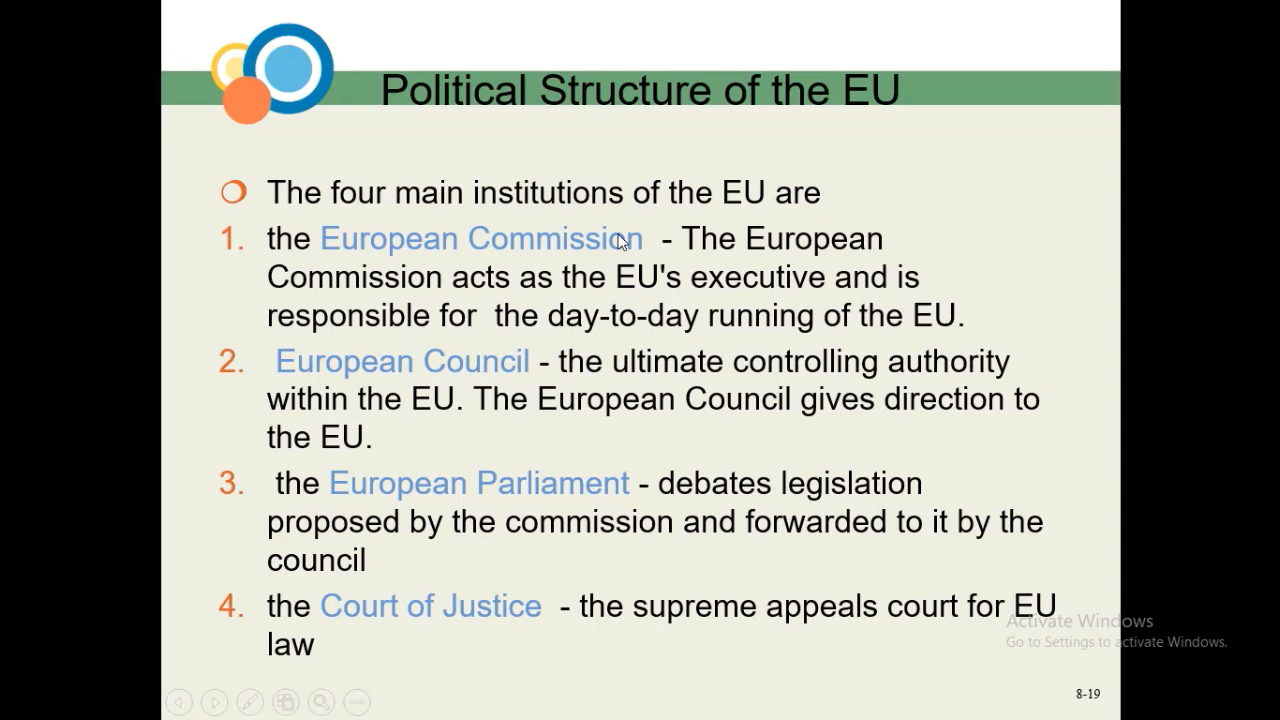 Political Structure of the EU
The four main institutions of the EU are
1. the European Commission - The European
Commission acts as the EU's executive and is
responsible for the day-to-day running of the EU.
2. European Council - the ultimate controlling authority
within the EU. The European Council gives direction to
the EU.
3. the European Parliament - debates legislation
proposed by the commission and forwarded to it by the
council
4. the Court of Justice - the supreme appeals court for EU
law
Activate Windows
Go to Settings to activate Windows.
8-19